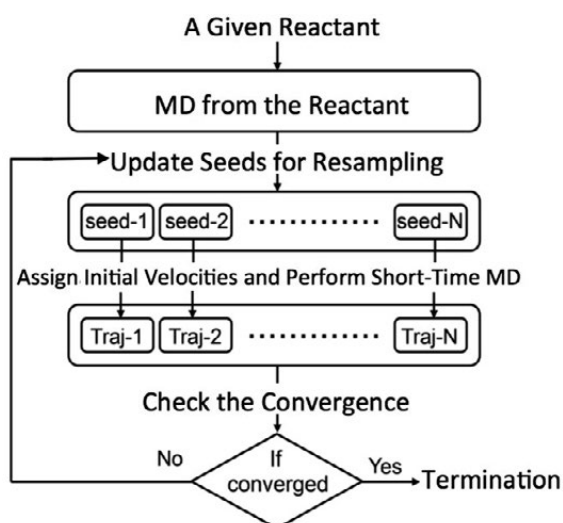 A Given Reactant
MD from the Reactant
Update Seeds for Resampling
seed-1 seed-2 ............. seed-N
Assign Initial Velocities and Perform Short-Time MD
Traj-1 Traj-2 ............. Traj-N
Check the Convergence
No If Yes Termination
converged